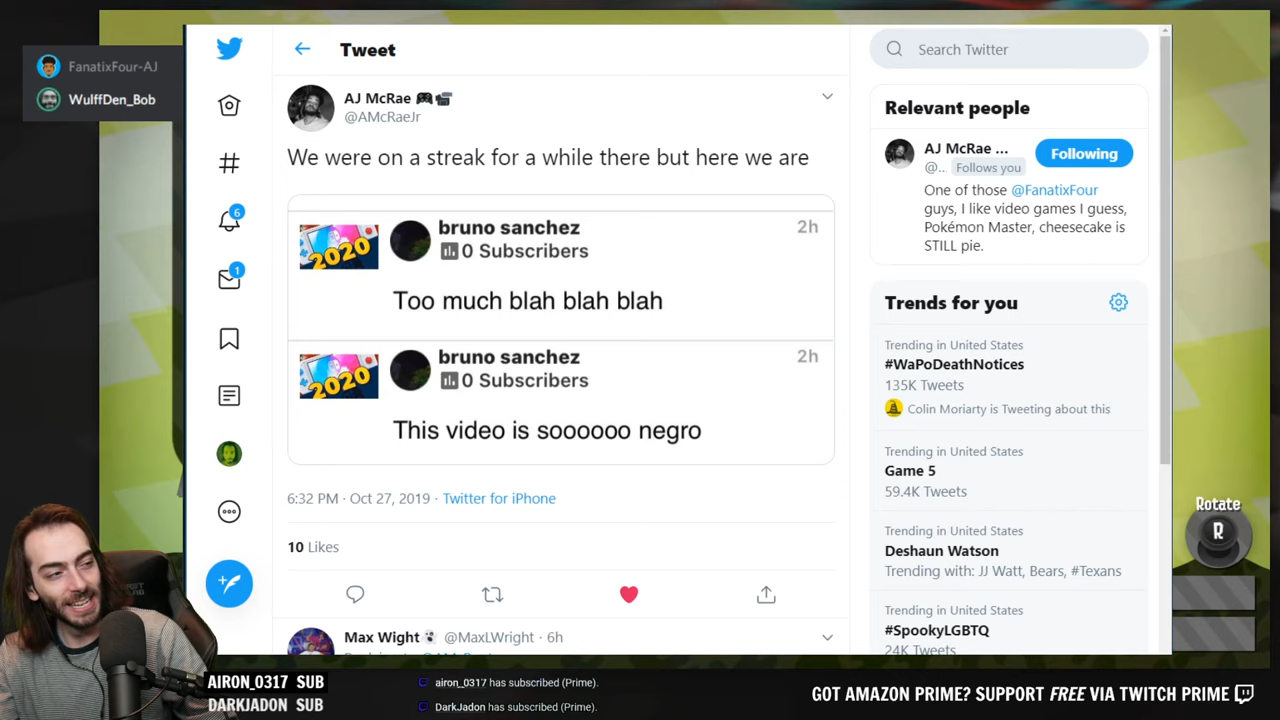 FanatixFour-AJ
WulffDen_Bob
Tweet
AJ McRae
@AMcRaeJr
We were on a streak for a while there but here we are
2020
bruno sanchez
2h
0 Subscribers
Too much blah blah blah
2020
bruno sanchez
2h
0 Subscribers
This video is soooooo negro
6:32 PM · Oct 27, 2019 · Twitter for iPhone
10 Likes
Max Wight @MaxLWright · 6h
6
1
Search Twitter
Relevant people
AJ McRae ...
@... Follows you
Following
One of those @FanatixFour
guys, I like video games I guess,
Pokémon Master, cheesecake is
STILL pie.
Trends for you
Trending in United States
#WaPoDeathNotices
135K Tweets
Colin Moriarty is Tweeting about this
Trending in United States
Game 5
59.4K Tweets
Trending in United States
Deshaun Watson
Trending with: JJ Watt, Bears, #Texans
Trending in United States
#SpookyLGBTQ
24K Tweets
Rotate
R
AIRON_0317 SUB
DARKJADON SUB
airon_0317 has subscribed (Prime).
DarkJadon has subscribed (Prime).
GOT AMAZON PRIME? SUPPORT FREE VIA TWITCH PRIME